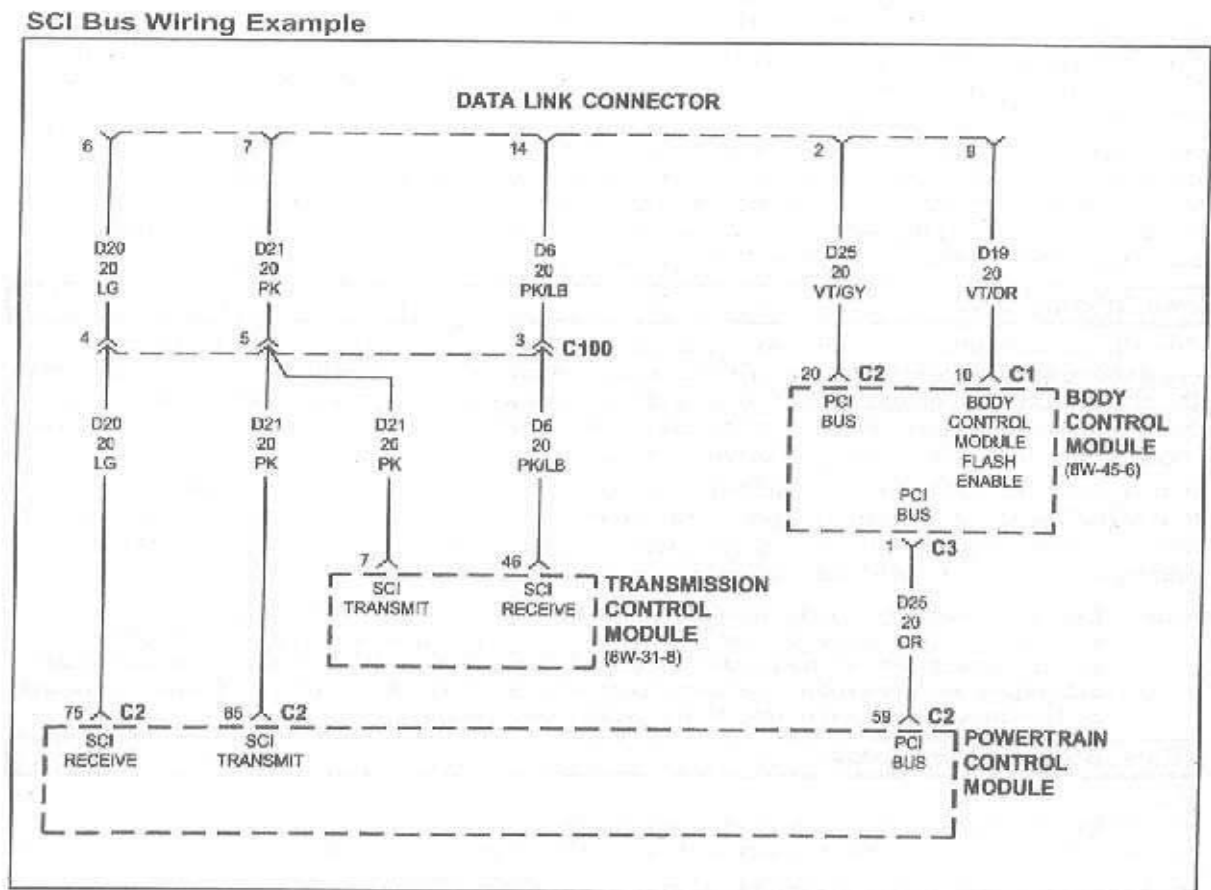 SCI Bus Wiring Example
DATA LINK CONNECTOR
6 7 14 2 9
D20 D21 D6 D25 D19
20 20 20 20 20
LG PK PK/LB VT/GY VT/OR
4 5 3 C100
20 C2 10 C1
PCI BODY
BUS CONTROL
MODULE
FLASH
ENABLE
BODY
CONTROL
MODULE
(8W-45-6)
D20 D21 D21 D6
20 20 20 20
LG PK PK PK/LB
PCI
BUS
1 C3
7 46
SCI SCI
TRANSMIT RECEIVE
TRANSMISSION
CONTROL
MODULE
(8W-31-8)
D25
20
OR
75 C2 85 C2 59 C2
SCI SCI PCI
RECEIVE TRANSMIT BUS
POWERTRAIN
CONTROL
MODULE